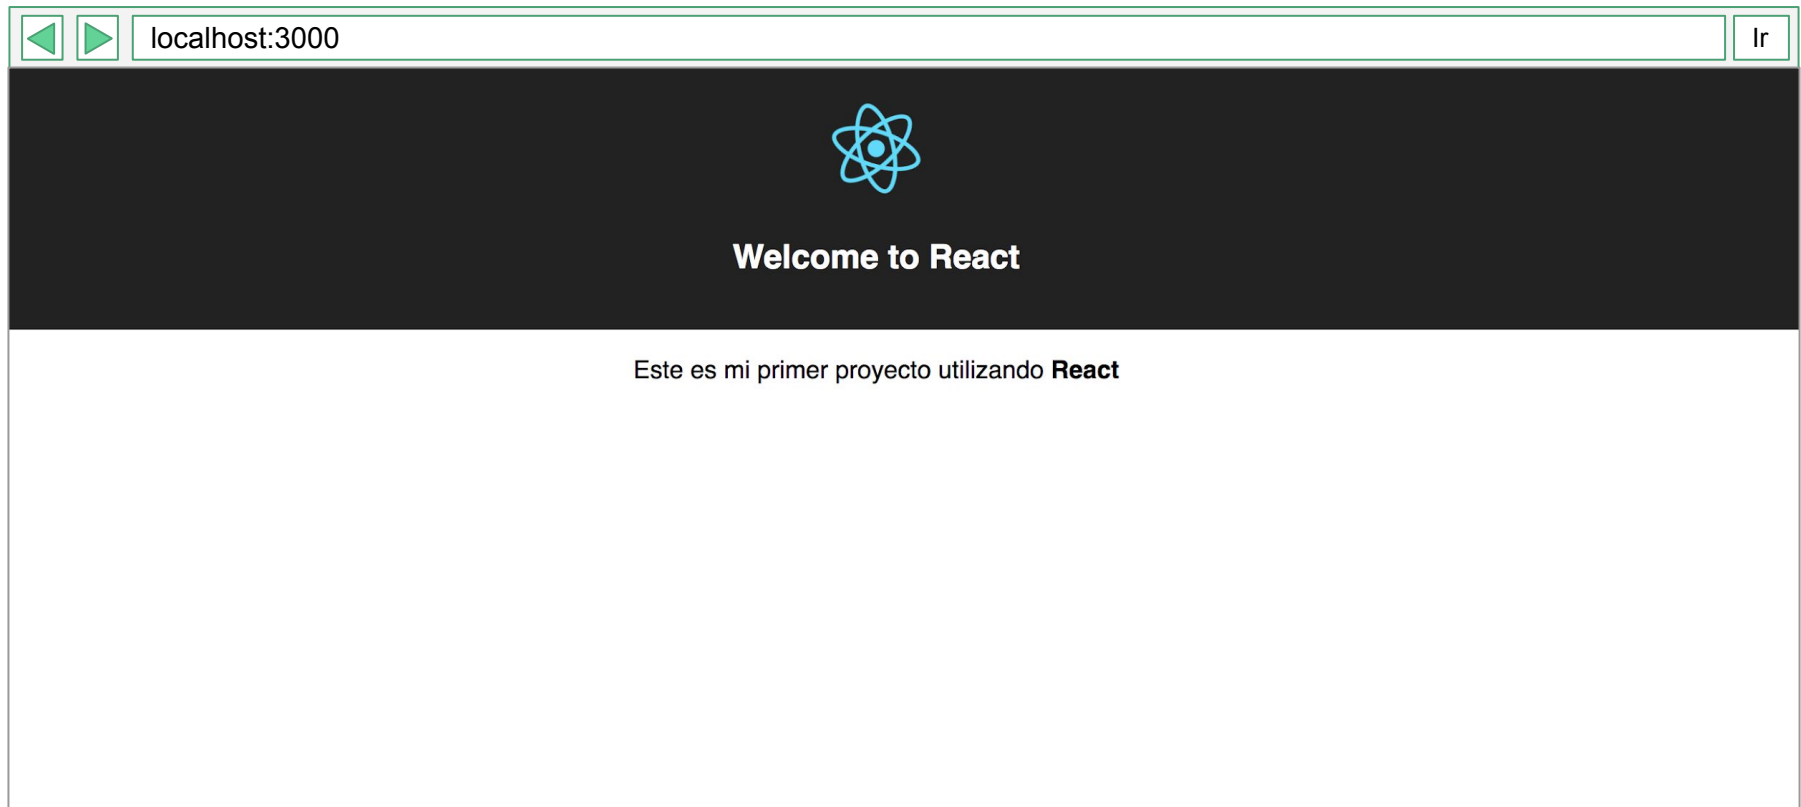 localhost:3000
Ir
Welcome to React
Este es mi primer proyecto utilizando React